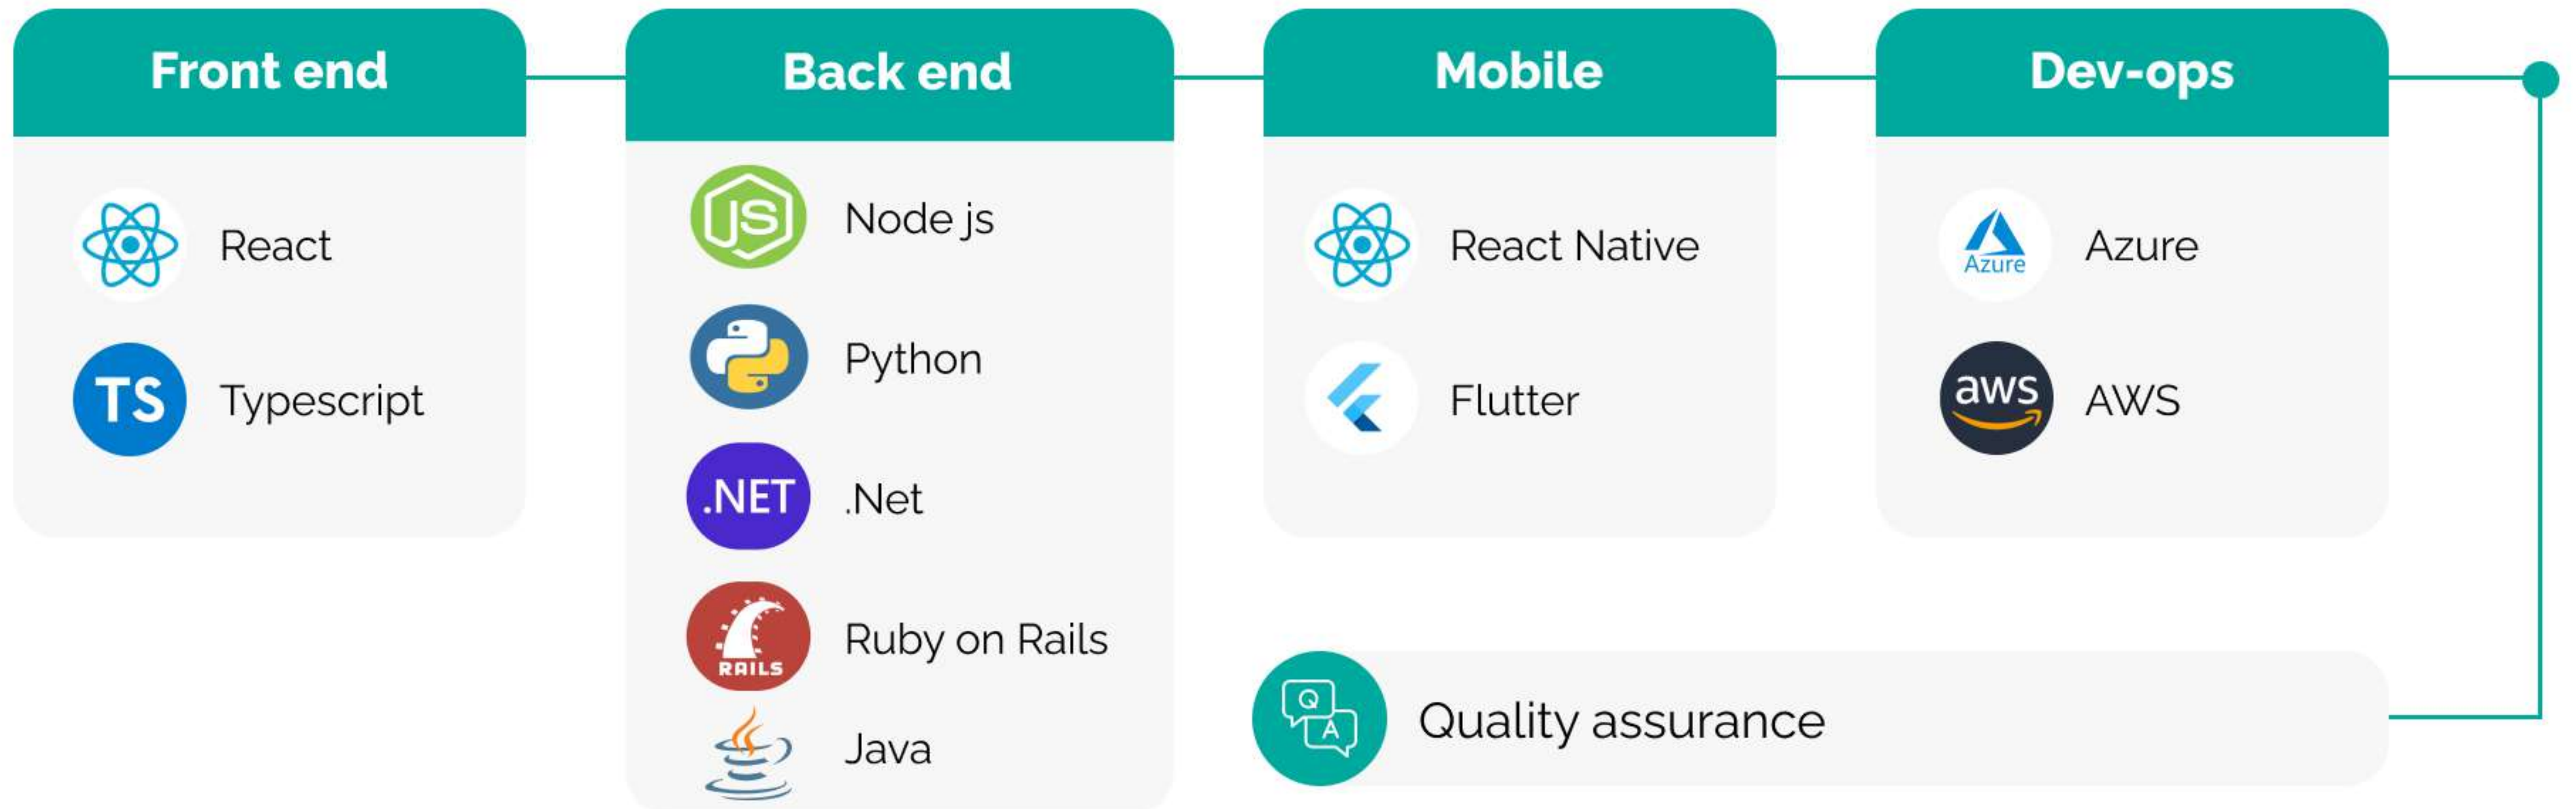 Front end
React
TS
Typescript
Back end
JS
Node js
Python
.NET
.Net
RAILS
Ruby on Rails
Java
Mobile
React Native
Flutter
Dev-ops
Azure
Azure
aws
AWS
Q
A
Quality assurance